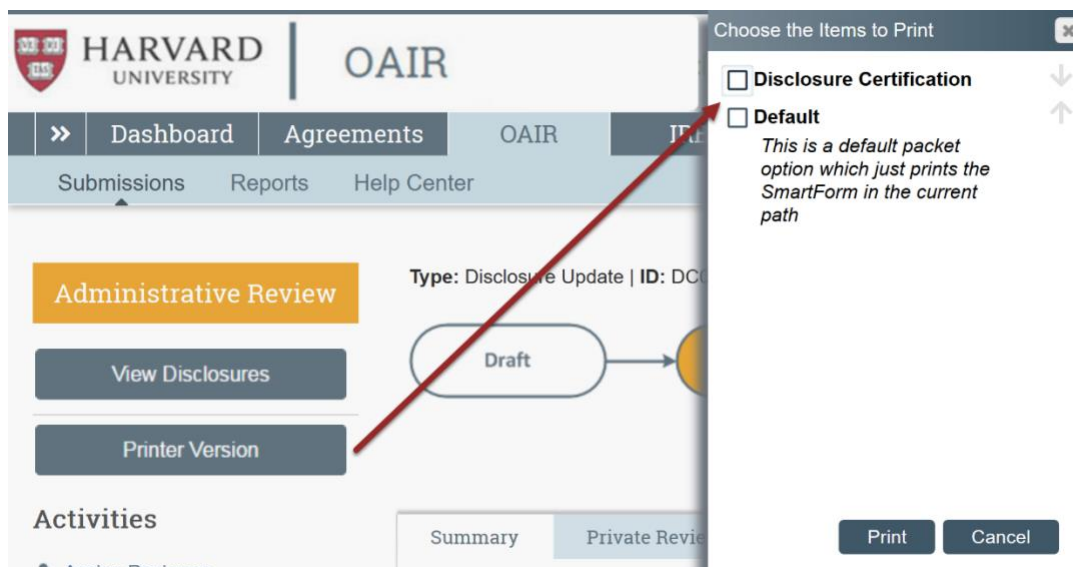 HARVARD
UNIVERSITY
OAIR
Choose the Items to Print
Disclosure Certification
Default
This is a default packet
option which just prints the
SmartForm in the current
path
Dashboard Agreements OAIR
Submissions Reports Help Center
Administrative Review
Type: Disclosure Update | ID:
View Disclosures
Draft
Printer Version
Activities
Summary Private
Print Cancel